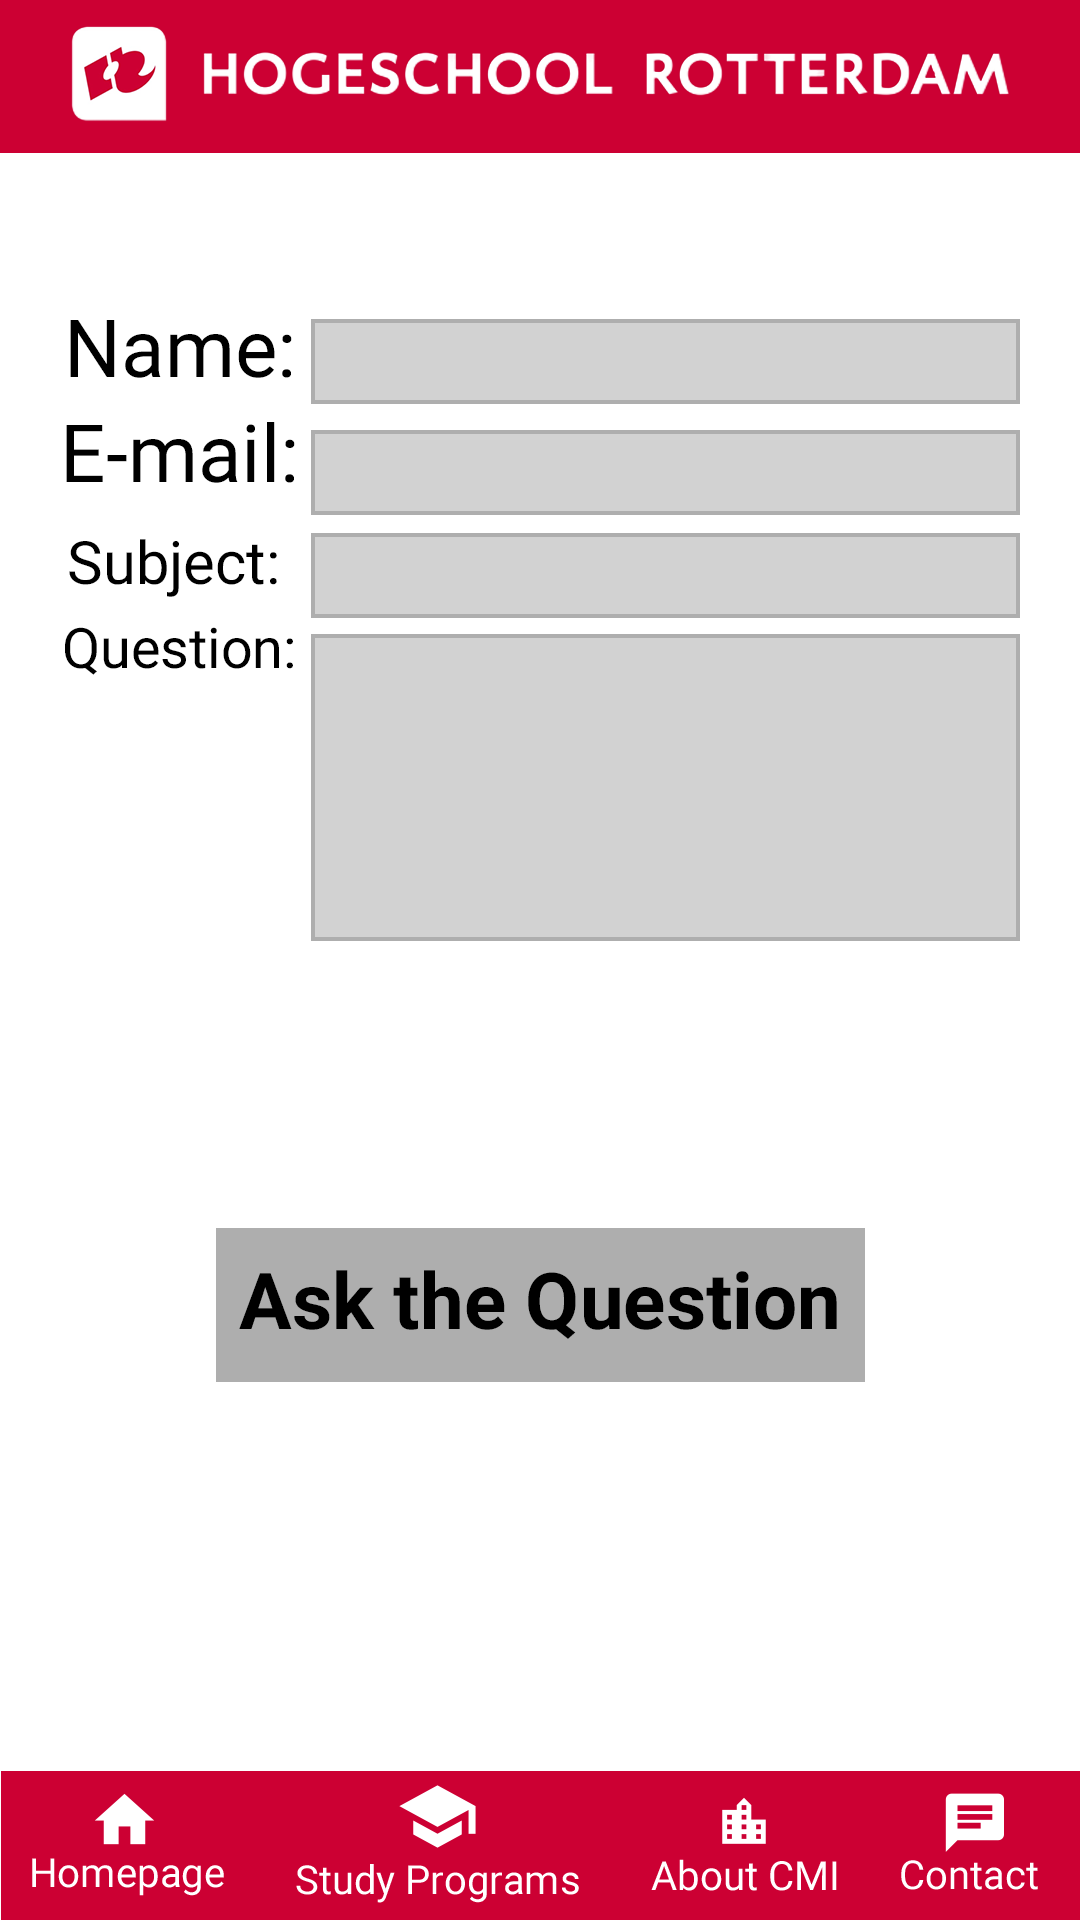 HOGESCHOOL ROTTERDAM
Name:
E-mail:
Subject:
Question:
Ask the Question
Homepage
Study Programs
About CMI
Contact